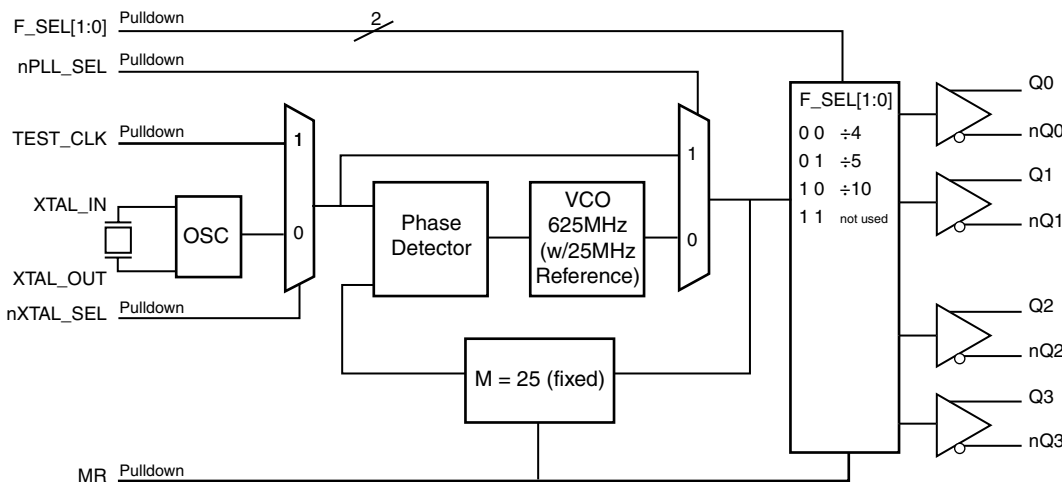 F_SEL[1:0] Pulldown 2
nPLL_SEL Pulldown
TEST_CLK Pulldown
XTAL_IN
OSC
XTAL_OUT
nXTAL_SEL Pulldown
1
0
Phase
Detector
VCO
625MHz
(w/25MHz
Reference)
1
0
M = 25 (fixed)
MR Pulldown
F_SEL[1:0]
0 0 ÷4
0 1 ÷5
1 0 ÷10
1 1 not used
Q0
nQ0
Q1
nQ1
Q2
nQ2
Q3
nQ3